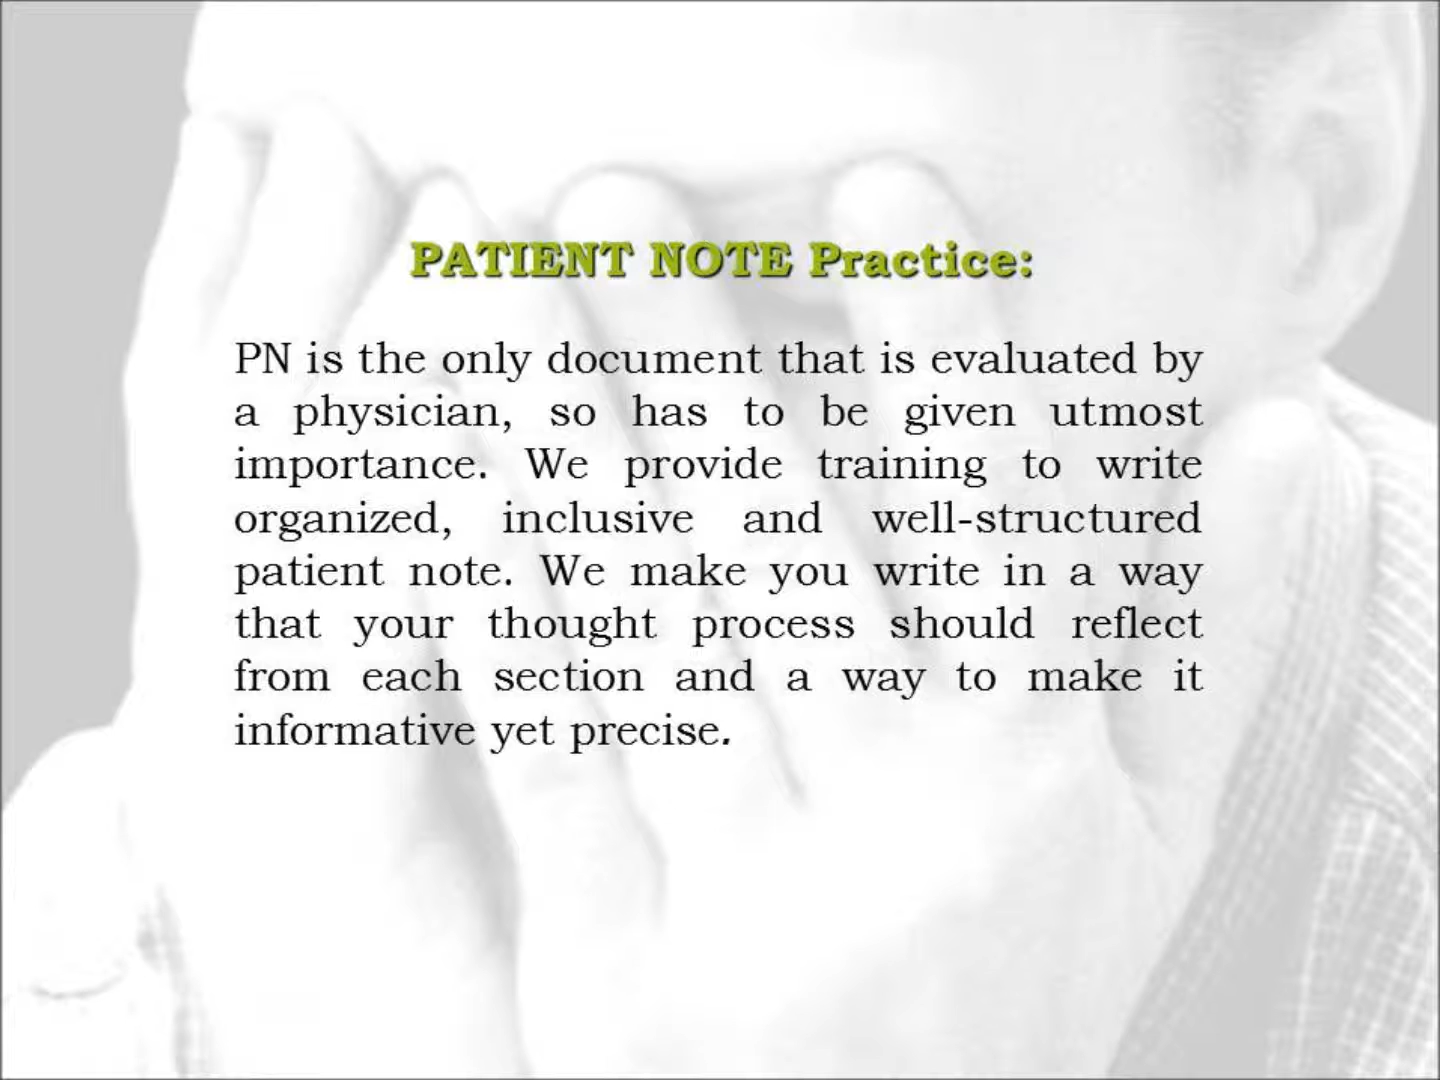 PATIENT NOTE Practice:
PN is the only document that is evaluated by
a physician, so has to be given utmost
importance. We provide training to write
organized, inclusive and well-structured
patient note. We make you write in a way
that your thought process should reflect
from each section and a way to make it
informative yet precise.